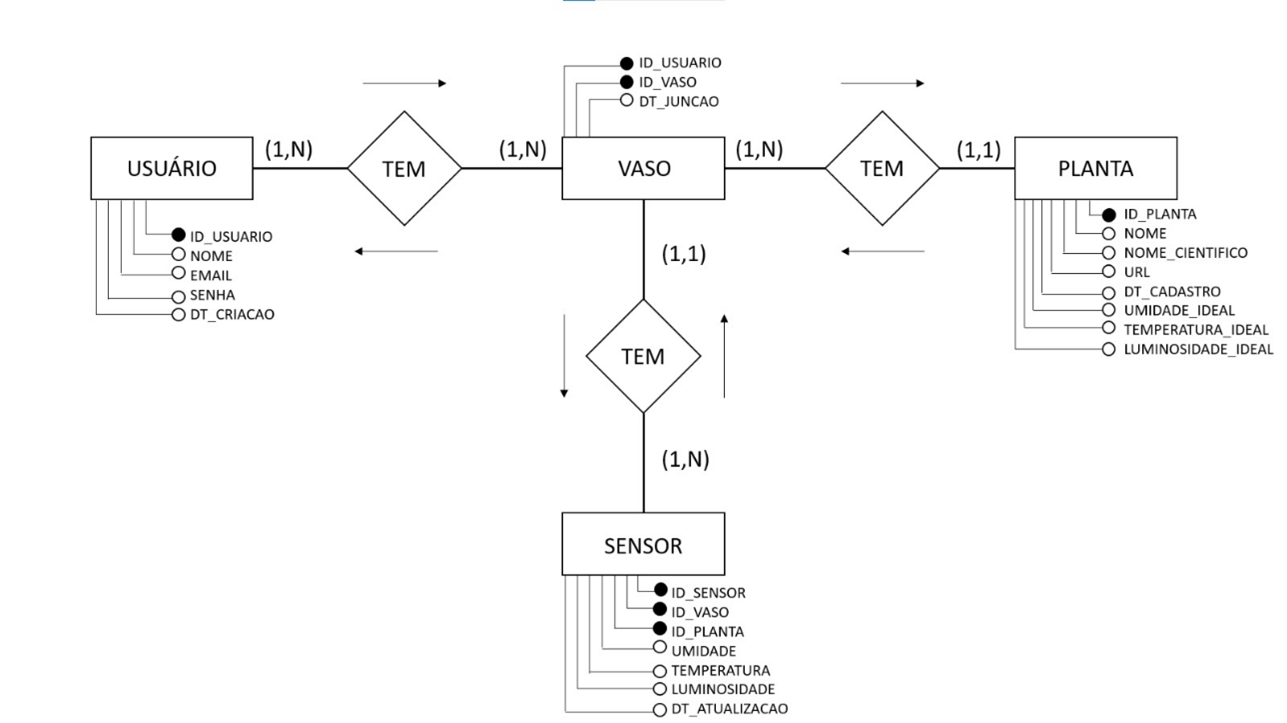 ID_USUARIO
ID_VASO
DT_JUNCAO
USUÁRIO
(1,N)
TEM
(1,N)
VASO
(1,N)
TEM
(1,1)
PLANTA
ID_USUARIO
NOME
EMAIL
SENHA
DT_CRIACAO
ID_PLANTA
NOME
NOME_CIENTIFICO
URL
DT_CADASTRO
UMIDADE_IDEAL
TEMPERATURA_IDEAL
LUMINOSIDADE_IDEAL
(1,1)
TEM
(1,N)
SENSOR
ID_SENSOR
ID_VASO
ID_PLANTA
UMIDADE
TEMPERATURA
LUMINOSIDADE
DT_ATUALIZACAO